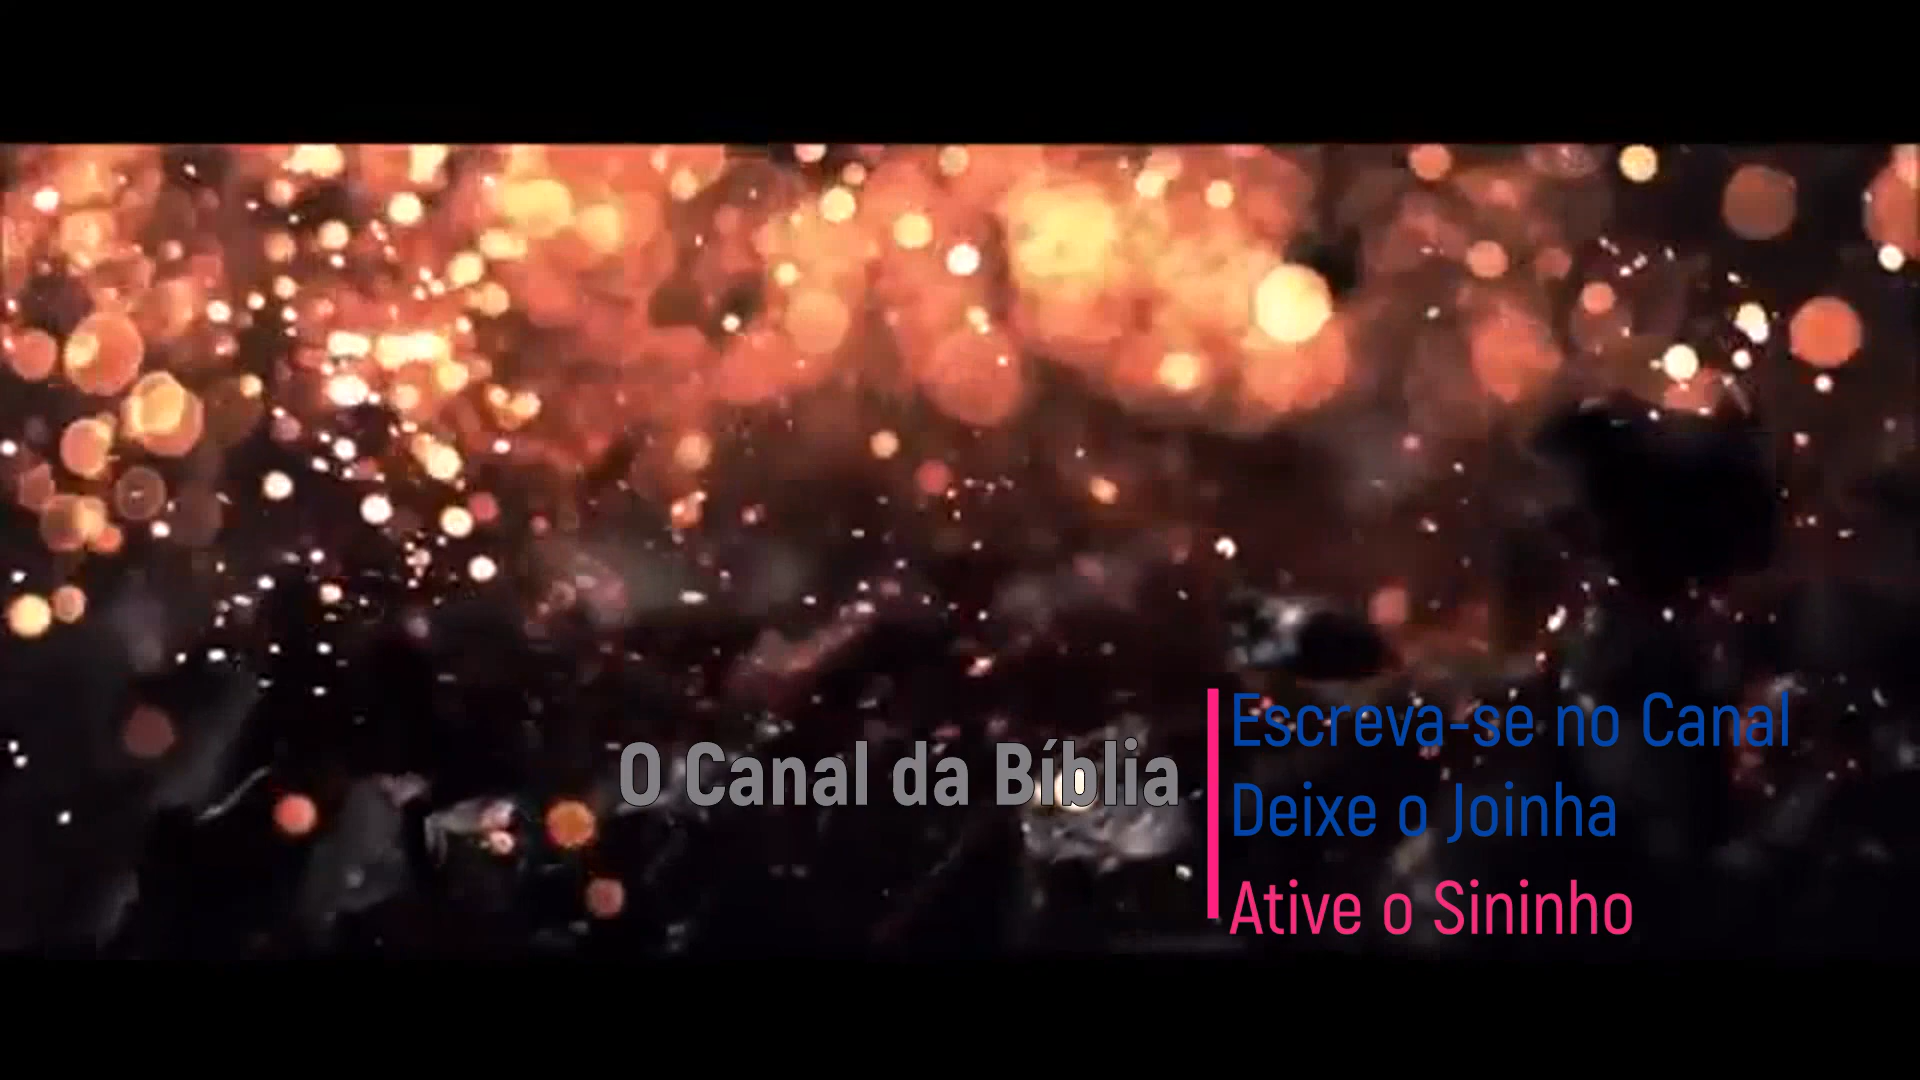 O Canal da Bíblia
Escreva-se no Canal
Deixe o Joinha
Ative o Sininho